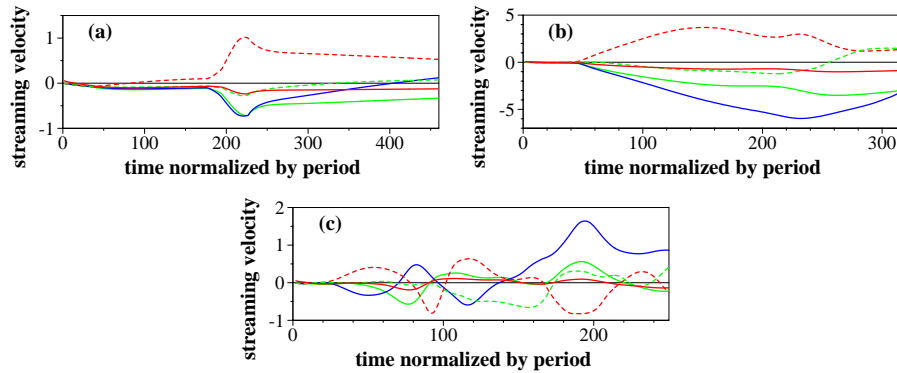 (a)
streaming velocity
1
0
-1
0 100 200 300 400
time normalized by period
(b)
streaming velocity
5
0
-5
0 100 200 300
time normalized by period
(c)
streaming velocity
2
1
0
-1
0 100 200
time normalized by period